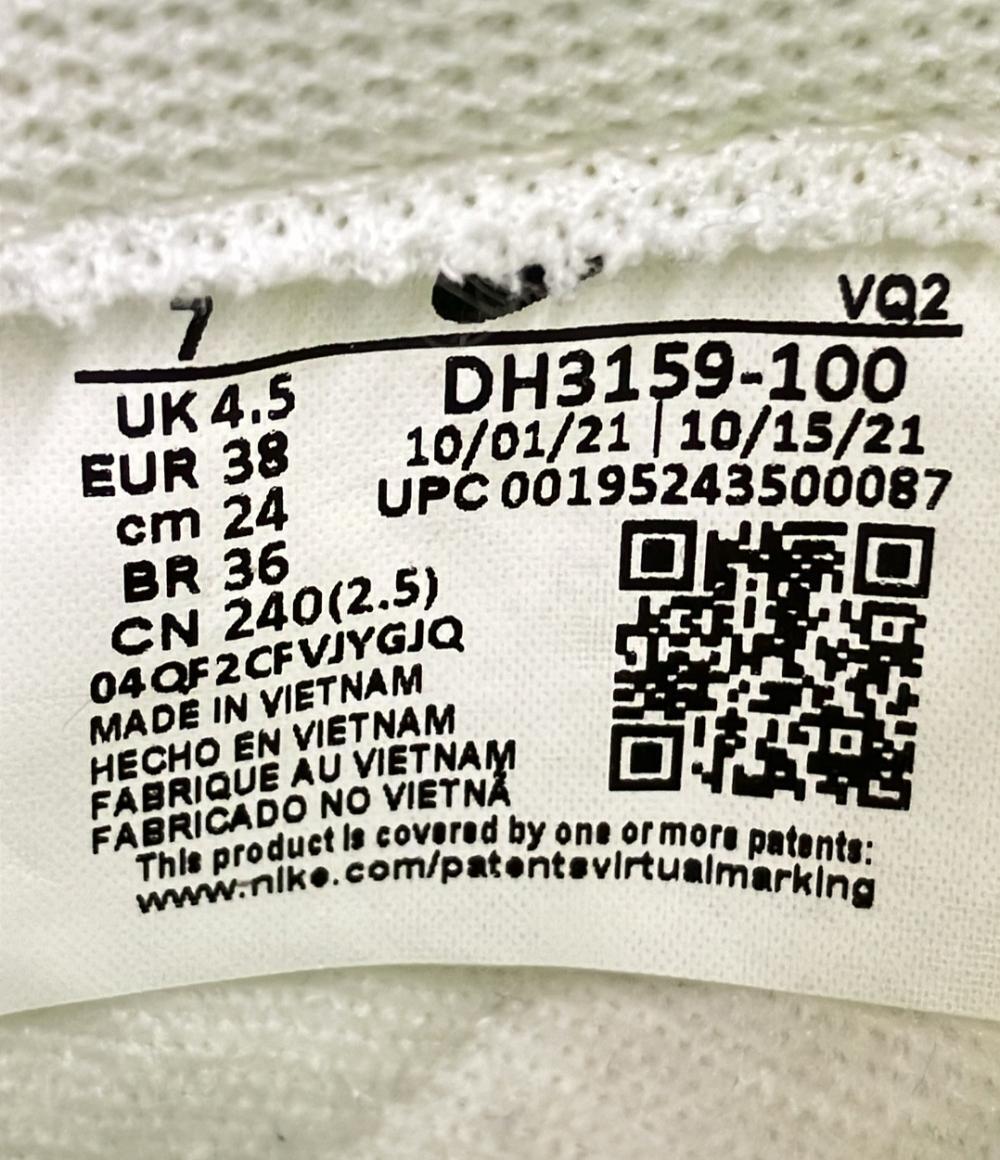 7 VQ2
UK 4.5
EUR 38
cm 24
BR 36
CN 240(2.5)
DH3159-100
10/01/21 | 10/15/21
UPC 00195243500087
04QF2CFVJYGJQ
MADE IN VIETNAM
HECHO EN VIETNAM
FABRIQUE AU VIETNAM
FABRICADO NO VIETNÃ
This product is covered by one or more patents:
www.nike.com/patentsvirtualmarking